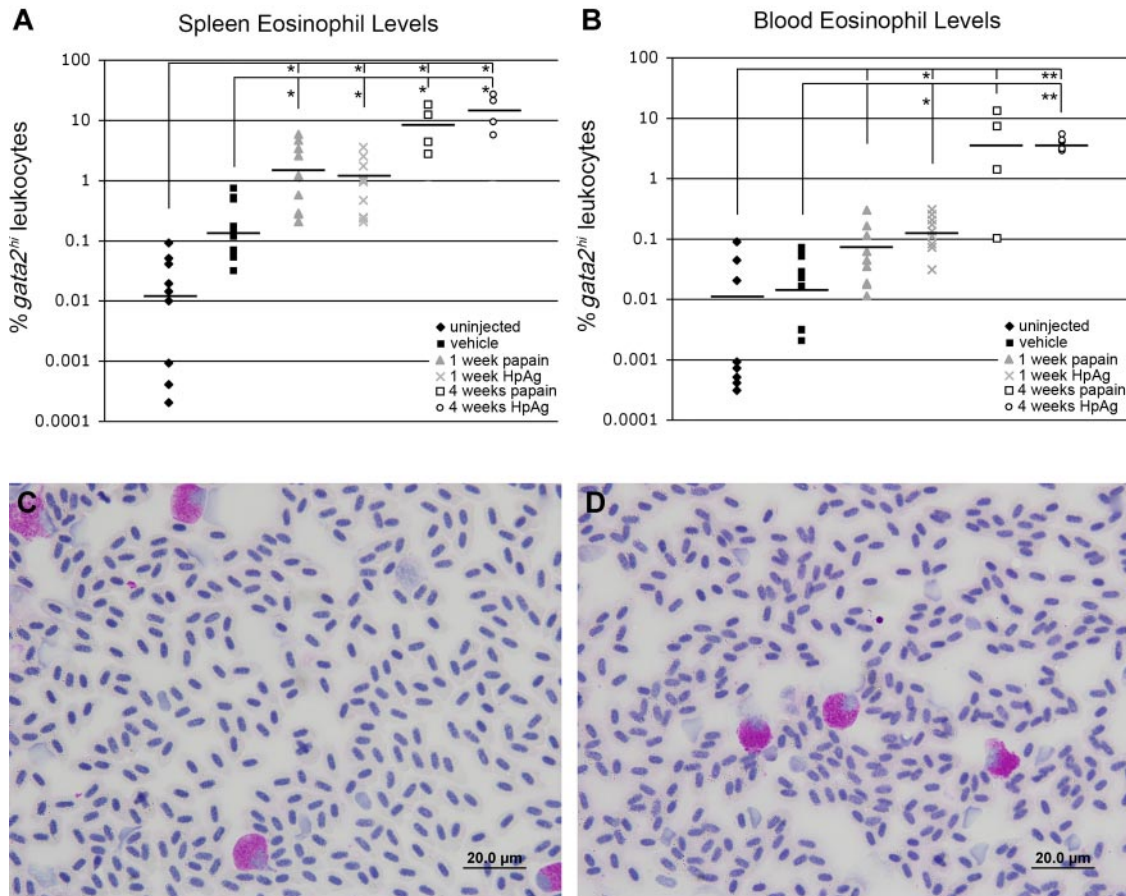 A
Spleen Eosinophil Levels
% gata2hi leukocytes
100
10
1
0.1
0.01
0.001
0.0001
* * * *
* * * *
uninjected
vehicle
1 week papain
1 week HpAg
4 weeks papain
4 weeks HpAg
B
Blood Eosinophil Levels
% gata2hi leukocytes
100
10
1
0.1
0.01
0.001
0.0001
* **
* **
uninjected
vehicle
1 week papain
1 week HpAg
4 weeks papain
4 weeks HpAg
C
20.0 µm
D
20.0 µm